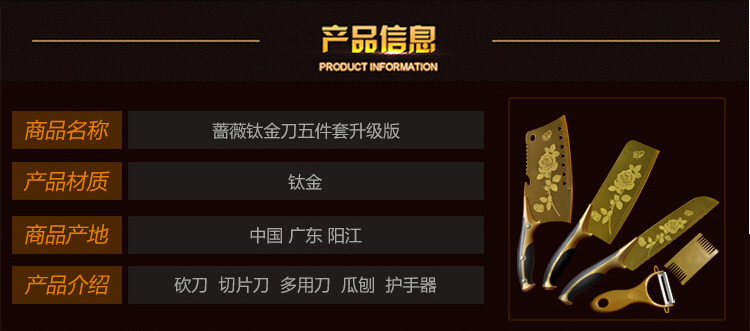 产品信息
PRODUCT INFORMATION
商品名称 蔷薇钛金刀五件套升级版
产品材质 钛金
商品产地 中国 广东 阳江
产品介绍 砍刀 切片刀 多用刀 瓜刨 护手器